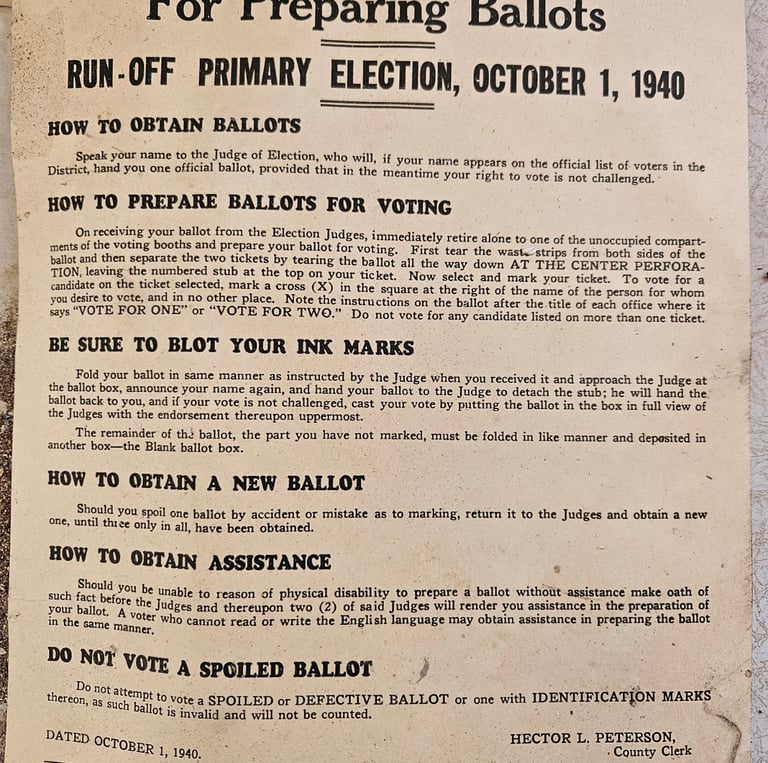 For Preparing Ballots
RUN-OFF PRIMARY ELECTION, OCTOBER 1, 1940
HOW TO OBTAIN BALLOTS
Speak your name to the Judge of Election, who will, if your name appears on the official list of voters in the
District, hand you one official ballot, provided that in the meantime your right to vote is not challenged.
HOW TO PREPARE BALLOTS FOR VOTING
On receiving your ballot from the Election Judges, immediately retire alone to one of the unoccupied compart-
ments of the voting booths and prepare your ballot for voting. First tear the waste strips from both sides of the
ballot and then separate the two tickets by tearing the ballot all the way down AT THE CENTER PERFORA-
TION, leaving the numbered stub at the top on your ticket. Now select and mark your ticket. To vote for a
candidate on the ticket selected, mark a cross (X) in the square at the right of the name of the person for whom
you desire to vote, and in no other place. Note the instructions on the ballot after the title of each office where it
says "VOTE FOR ONE" or "VOTE FOR TWO." Do not vote for any candidate listed on more than one ticket.
BE SURE TO BLOT YOUR INK MARKS
Fold your ballot in same manner as instructed by the Judge when you received it and approach the Judge at
the ballot box, announce your name again, and hand your ballot to the Judge to detach the stub; he will hand the
ballot back to you, and if your vote is not challenged, cast your vote by putting the ballot in the box in full view of
the Judges with the endorsement thereupon uppermost.
The remainder of the ballot, the part you have not marked, must be folded in like manner and deposited in
another box—the Blank ballot box.
HOW TO OBTAIN A NEW BALLOT
Should you spoil one ballot by accident or mistake as to marking, return it to the Judges and obtain a new
one, until three only in all, have been obtained.
HOW TO OBTAIN ASSISTANCE
Should you be unable to reason of physical disability to prepare a ballot without assistance make oath of
such fact before the Judges and thereupon two (2) of said Judges will render you assistance in the preparation of
your ballot. A voter who cannot read or write the English language may obtain assistance in preparing the ballot
in the same manner.
DO NOT VOTE A SPOILED BALLOT
Do not attempt to vote a SPOILED or DEFECTIVE BALLOT or one with IDENTIFICATION MARKS
thereon, as such ballot is invalid and will not be counted.
DATED OCTOBER 1, 1940.
HECTOR L. PETERSON,
County Clerk